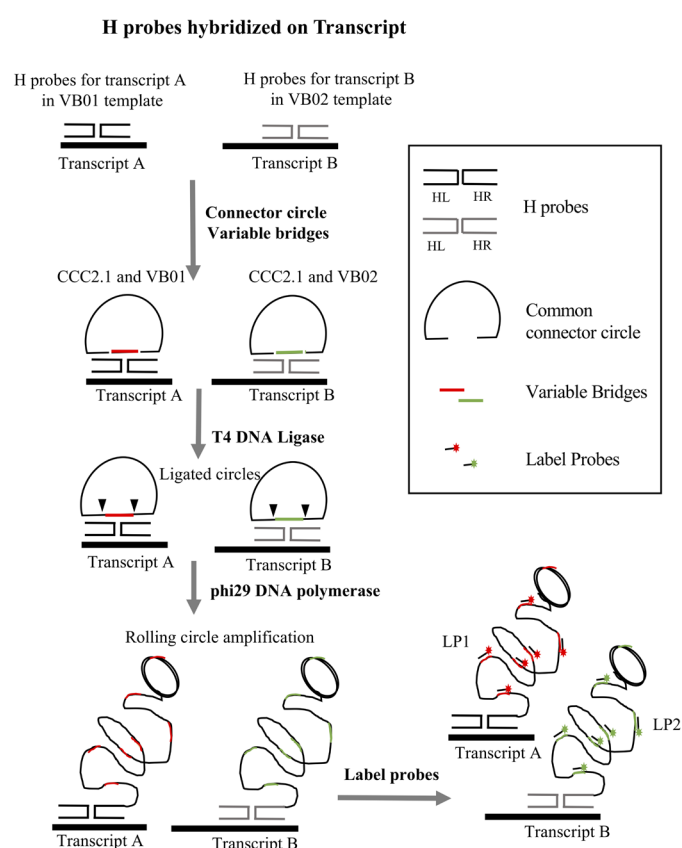 H probes hybridized on Transcript
H probes for transcript A
in VB01 template
H probes for transcript B
in VB02 template
Transcript A
Transcript B
Connector circle
Variable bridges
CCC2.1 and VB01
CCC2.1 and VB02
Transcript A
Transcript B
T4 DNA Ligase
Ligated circles
Transcript A
Transcript B
phi29 DNA polymerase
Rolling circle amplification
Transcript A
Transcript B
Label probes
LP1
Transcript A
LP2
Transcript B
HL HR
H probes
HL HR
Common
connector circle
Variable Bridges
Label Probes